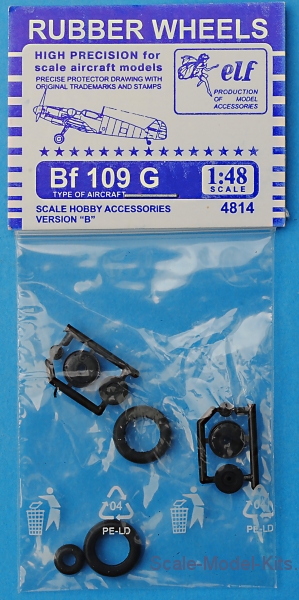 RUBBER WHEELS
HIGH PRECISION for
scale aircraft models
PRECISE PROTECTOR DRAWING WITH
ORIGINAL TRADEMARKS AND STAMPS
elf
PRODUCTION
OF MODEL
ACCESSORIES
Bf 109 G
TYPE OF AIRCRAFT
1:48
SCALE
SCALE HOBBY ACCESSORIES
VERSION "B"
4814
04
PE-LD
04
PE-LD
Scale-Model-Kits